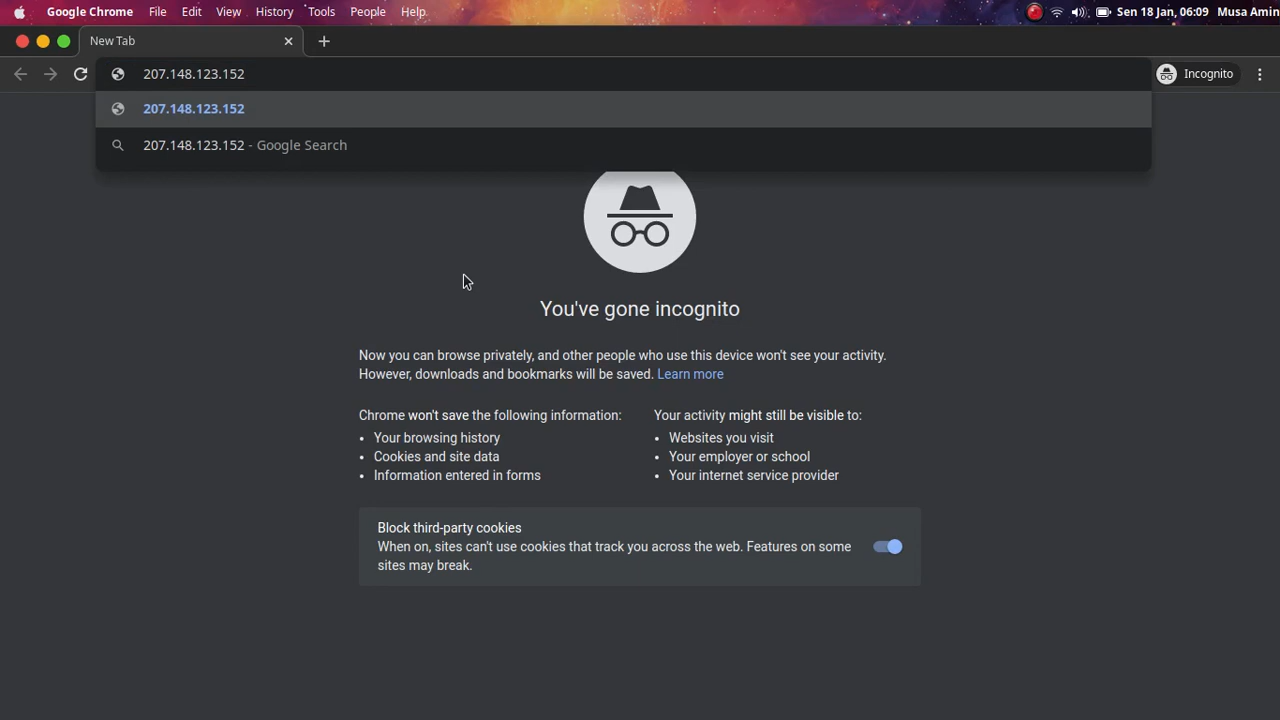 Google Chrome File Edit View History Tools People Help Sen 18 Jan, 06:09 Musa Amin
New Tab
207.148.123.152 Incognito
207.148.123.152
207.148.123.152 - Google Search
You've gone incognito
Now you can browse privately, and other people who use this device won't see your activity.
However, downloads and bookmarks will be saved. Learn more
Chrome won't save the following information:
• Your browsing history
• Cookies and site data
• Information entered in forms
Your activity might still be visible to:
• Websites you visit
• Your employer or school
• Your internet service provider
Block third-party cookies
When on, sites can't use cookies that track you across the web. Features on some
sites may break.